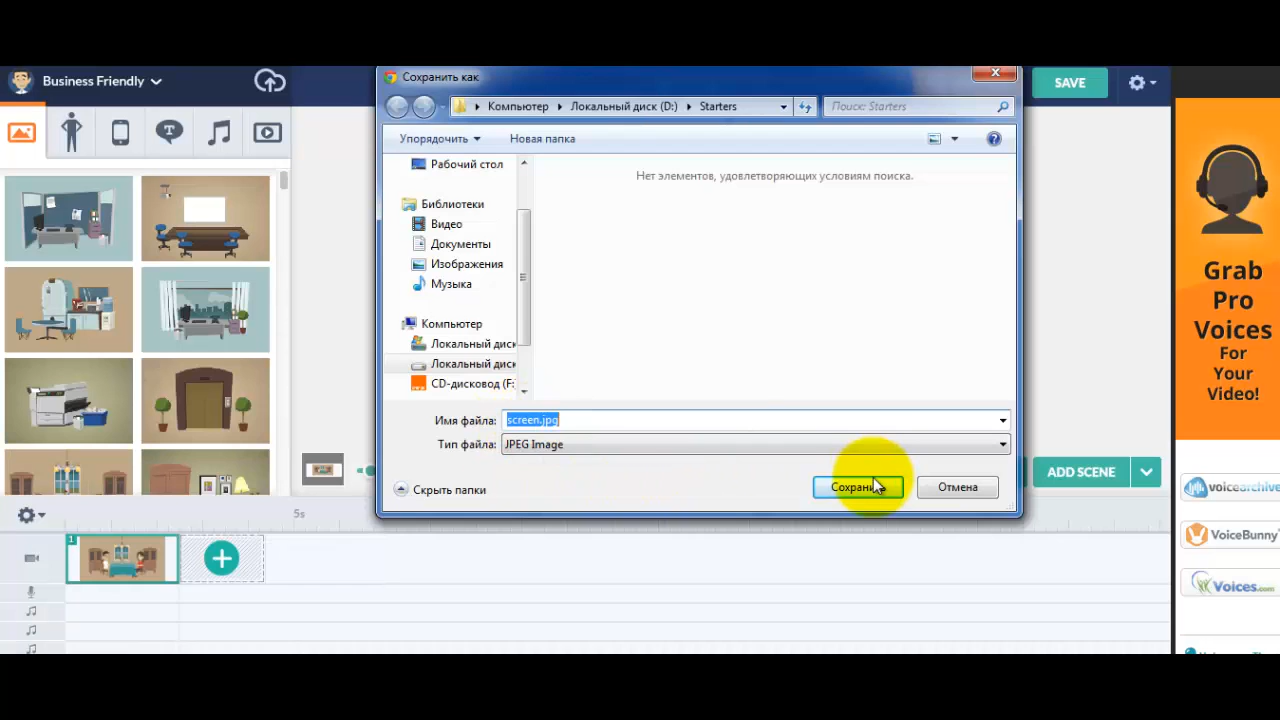 Business Friendly
Сохранить как
SAVE
Компьютер
Локальный диск (D:)
Starters
Поиск: Starters
Упорядочить
Новая папка
Рабочий стол
Нет элементов, удовлетворяющих условиям поиска.
Библиотеки
Видео
Документы
Изображения
Музыка
Компьютер
Локальный диск
Локальный диск
CD-дисковод (F:
Имя файла:
screen.jpg
Тип файла:
JPEG Image
Скрыть папки
Отмена
ADD SCENE
5s
1
Grab
Pro
Voices
For
Your
Video!
voicearchive
VoiceBunny
Voices.com